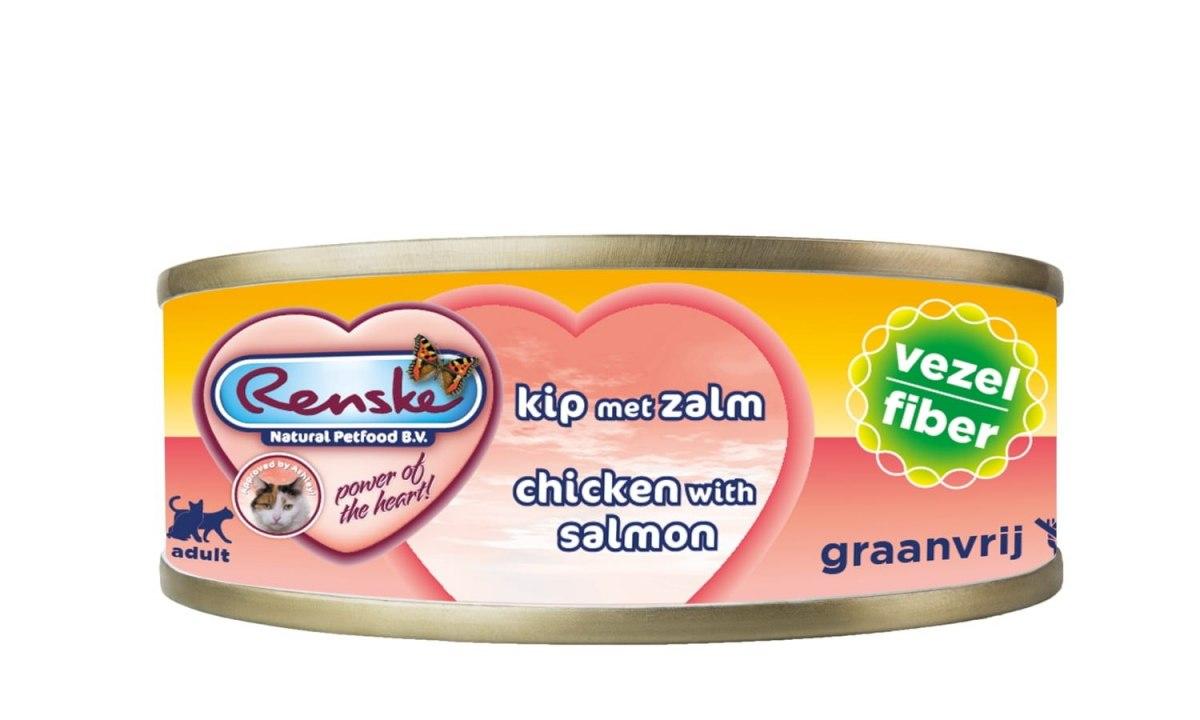 Renske
Natural Petfood B.V.
power of
the heart!
adult
kip met zalm
chicken with
salmon
vezel
fiber
graanvrij